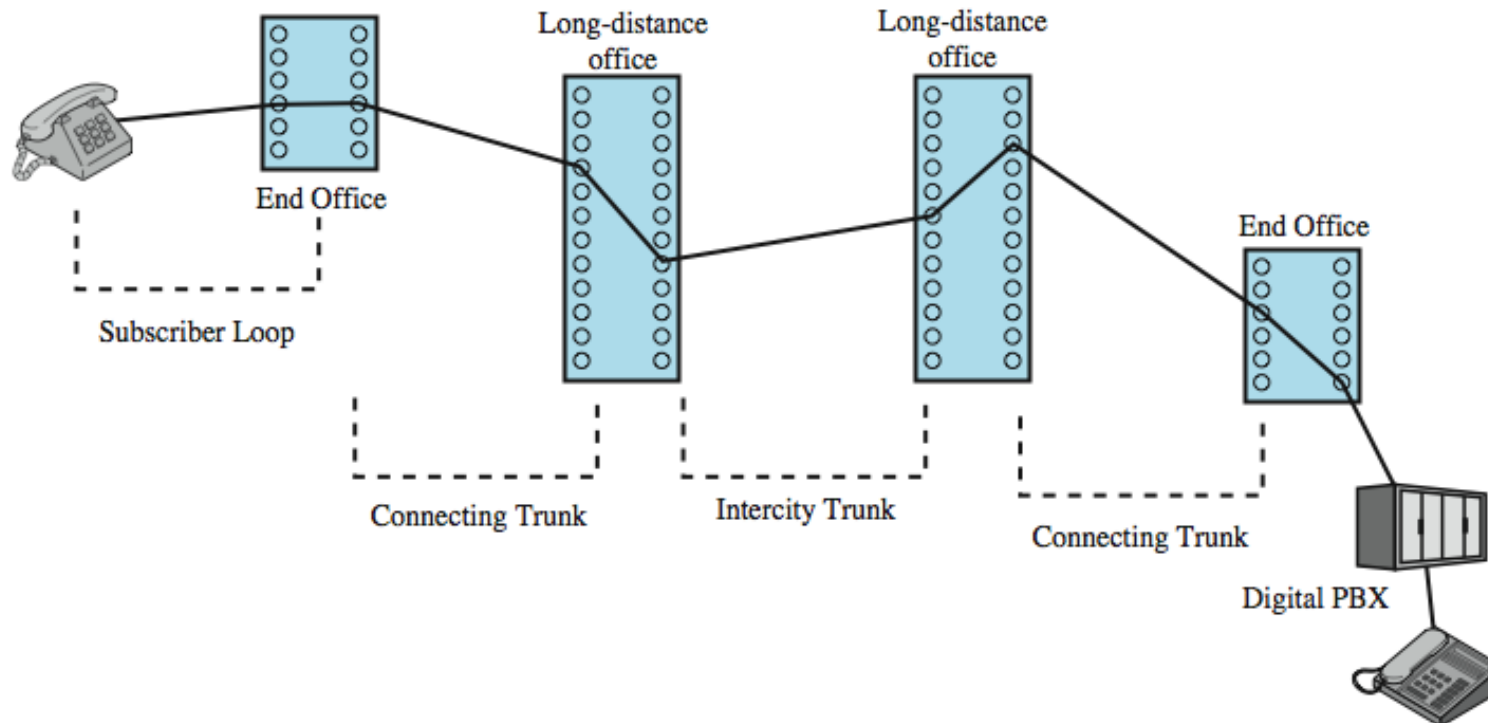 Long-distance
office
Long-distance
office
End Office
End Office
Subscriber Loop
Connecting Trunk
Intercity Trunk
Connecting Trunk
Digital PBX